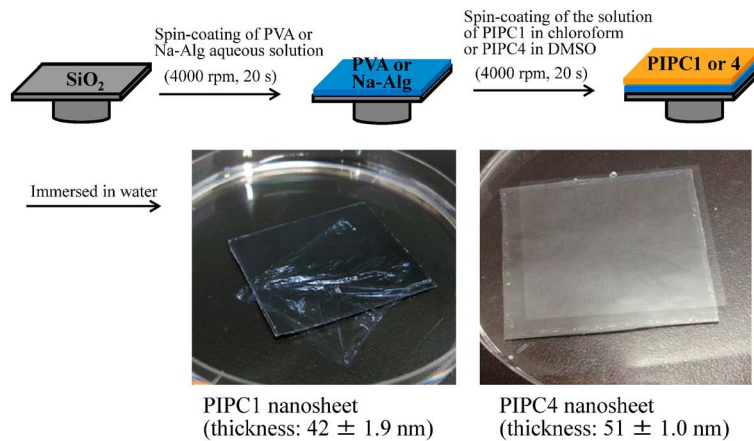 Spin-coating of PVA or
Na-Alg aqueous solution
(4000 rpm, 20 s)
Spin-coating of the solution
of PIPC1 in chloroform
or PIPC4 in DMSO
(4000 rpm, 20 s)
SiO₂
PVA or
Na-Alg
PIPC1 or 4
Immersed in water
PIPC1 nanosheet
(thickness: 42 ± 1.9 nm)
PIPC4 nanosheet
(thickness: 51 ± 1.0 nm)